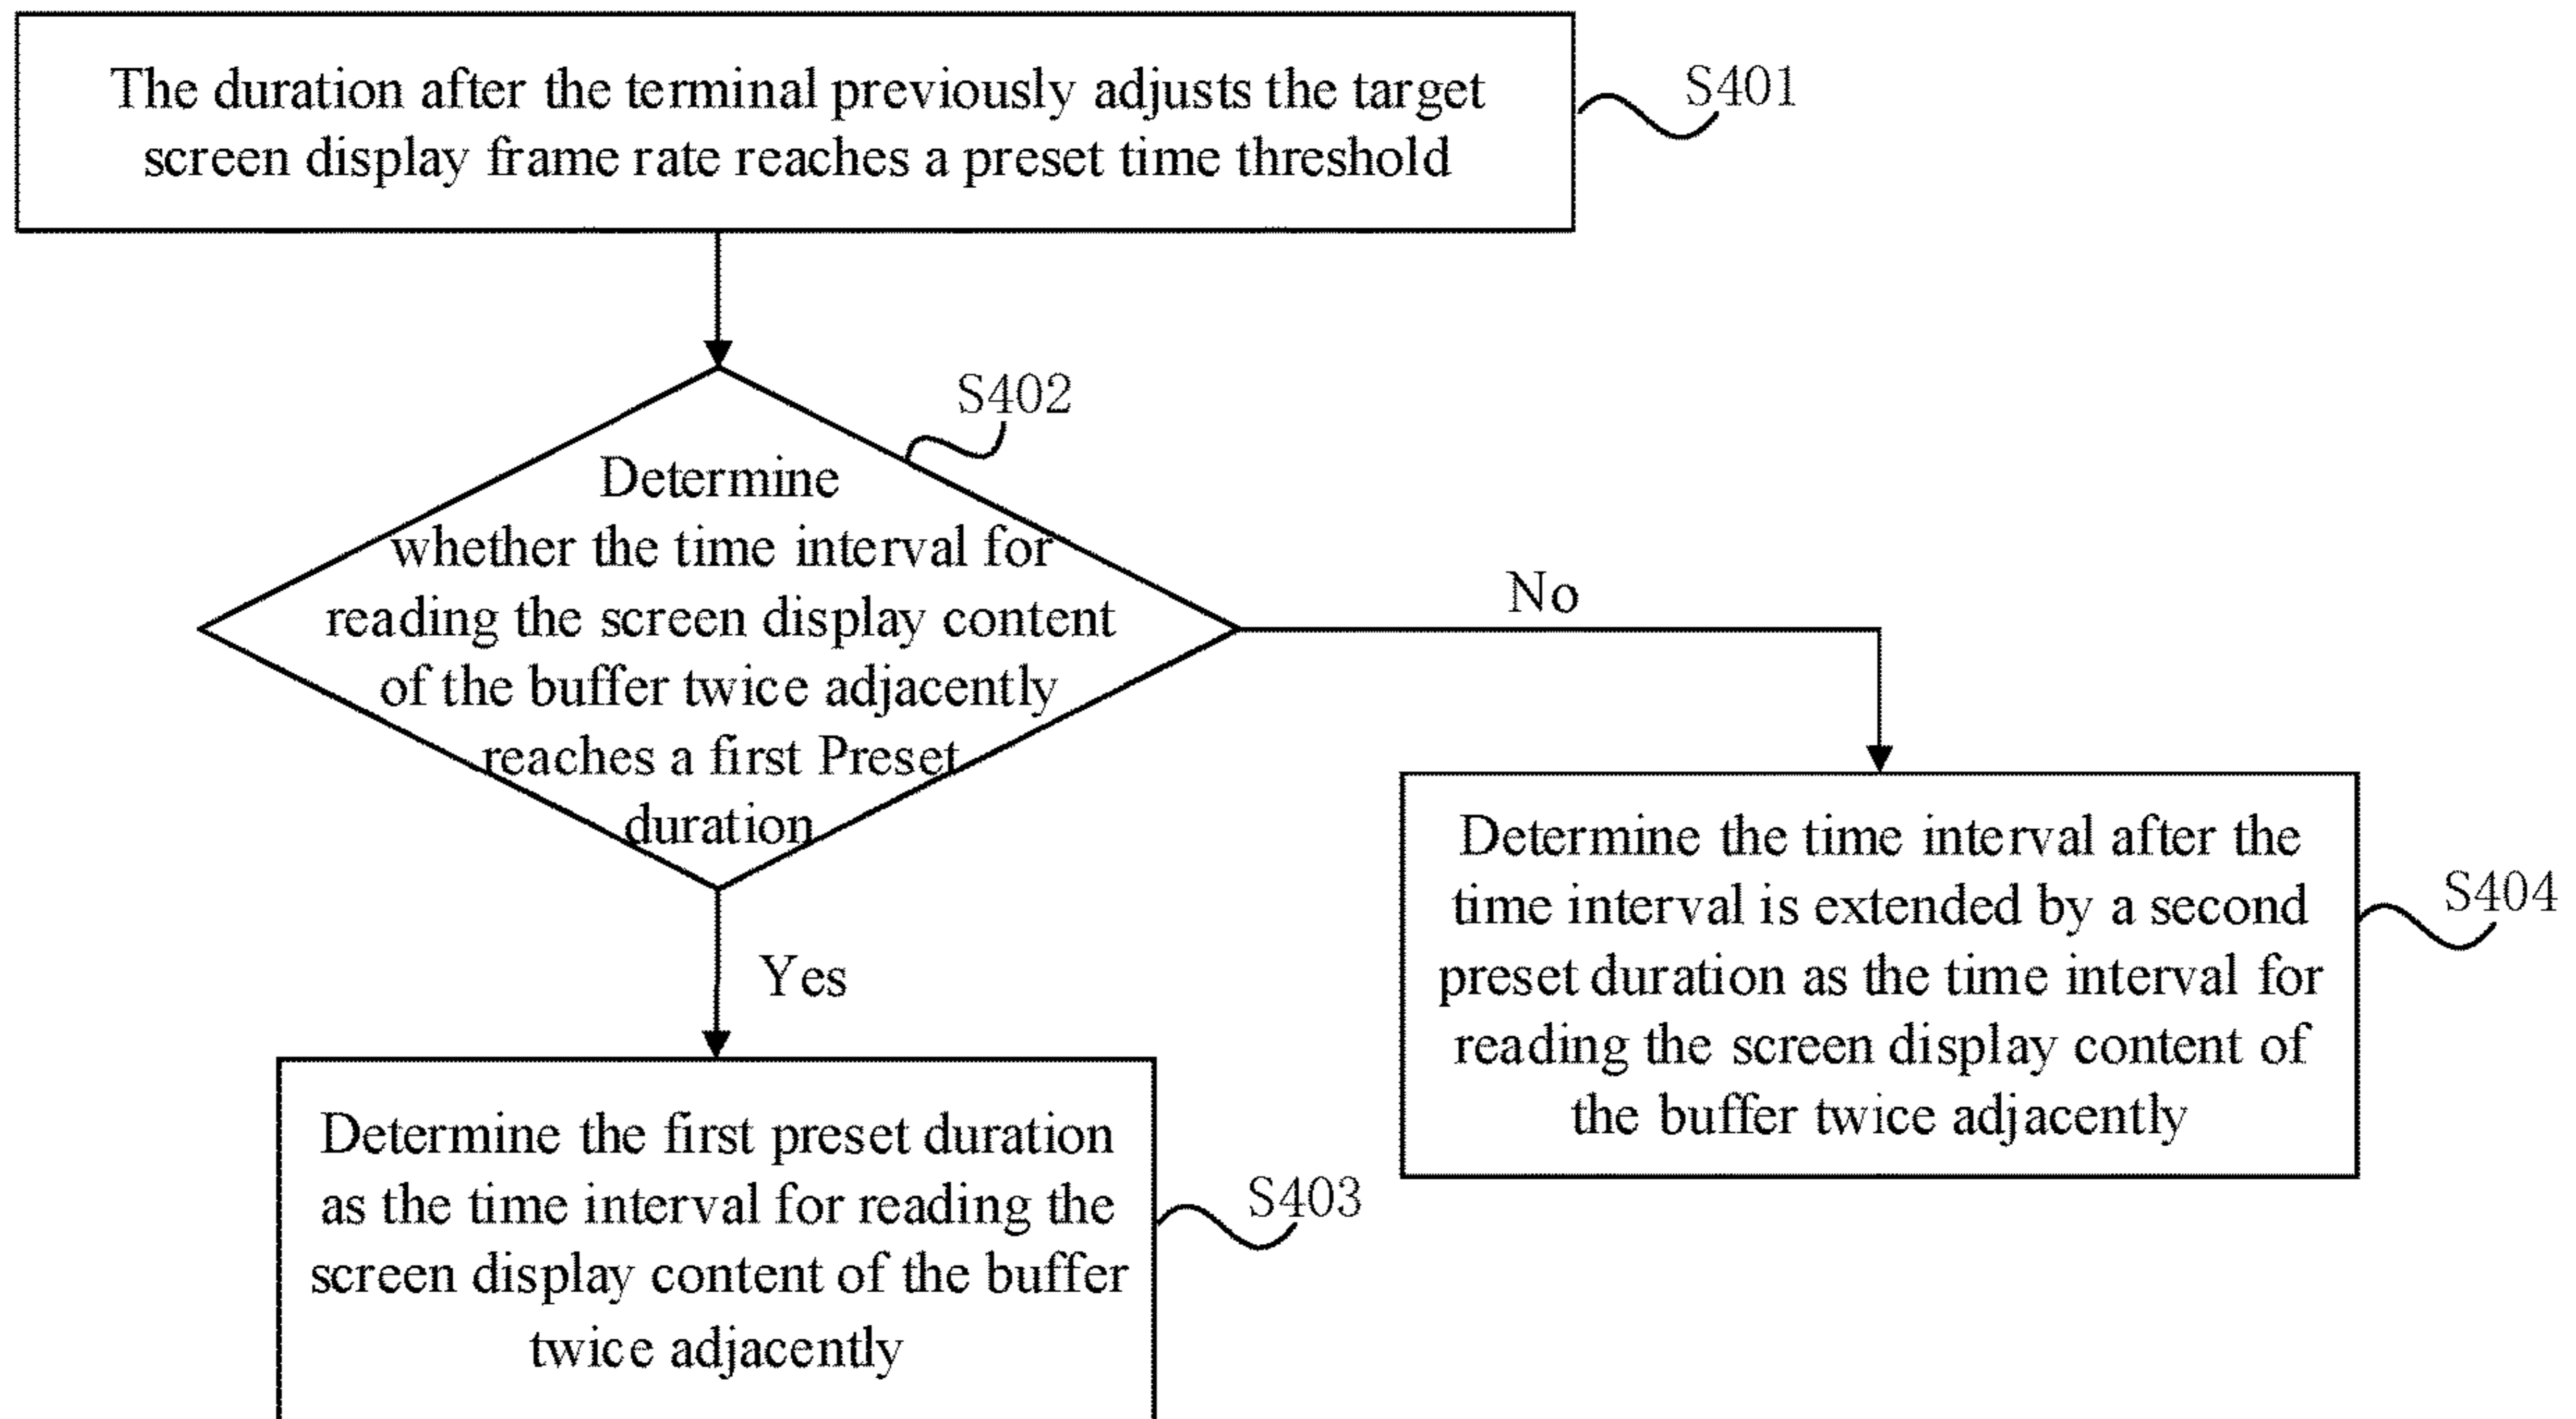 The duration after the terminal previously adjusts the target
screen display frame rate reaches a preset time threshold
S401
S402
Determine
whether the time interval for
reading the screen display content
of the buffer twice adjacently
reaches a first Preset
duration
No
Yes
Determine the time interval after the
time interval is extended by a second
preset duration as the time interval for
reading the screen display content of
the buffer twice adjacently
S404
Determine the first preset duration
as the time interval for reading the
screen display content of the buffer
twice adjacently
S403